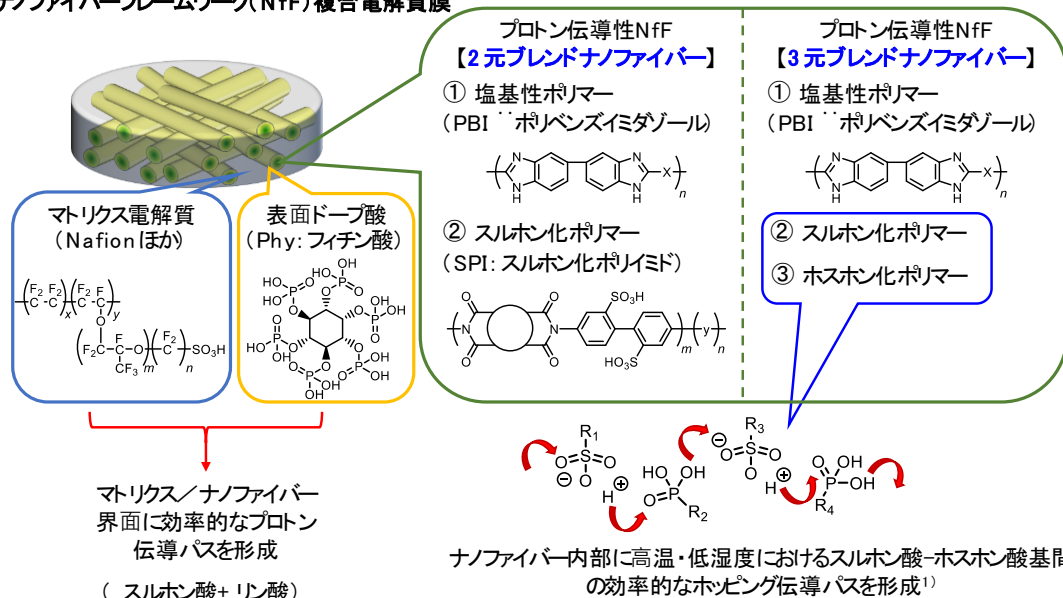 ナノファイバーフレームワーク(NfF)複合電解質膜
プロトン伝導性NfF
【2元ブレンドナノファイバー】
① 塩基性ポリマー
(PBI ¨ポリベンズイミダゾール)
② スルホン化ポリマー
(SPI: スルホン化ポリイミド)
プロトン伝導性NfF
【3元ブレンドナノファイバー】
① 塩基性ポリマー
(PBI ¨ポリベンズイミダゾール)
② スルホン化ポリマー
③ ホスホン化ポリマー
マトリクス電解質
(Nafionほか)
表面ドープ酸
(Phy: フィチン酸)
マトリクス/ナノファイバー
界面に効率的なプロトン
伝導パスを形成
( スルホン酸+ リン酸)
ナノファイバー内部に高温・低湿度におけるスルホン酸-ホスホン酸基間
の効率的なホッピング伝導パスを形成1)